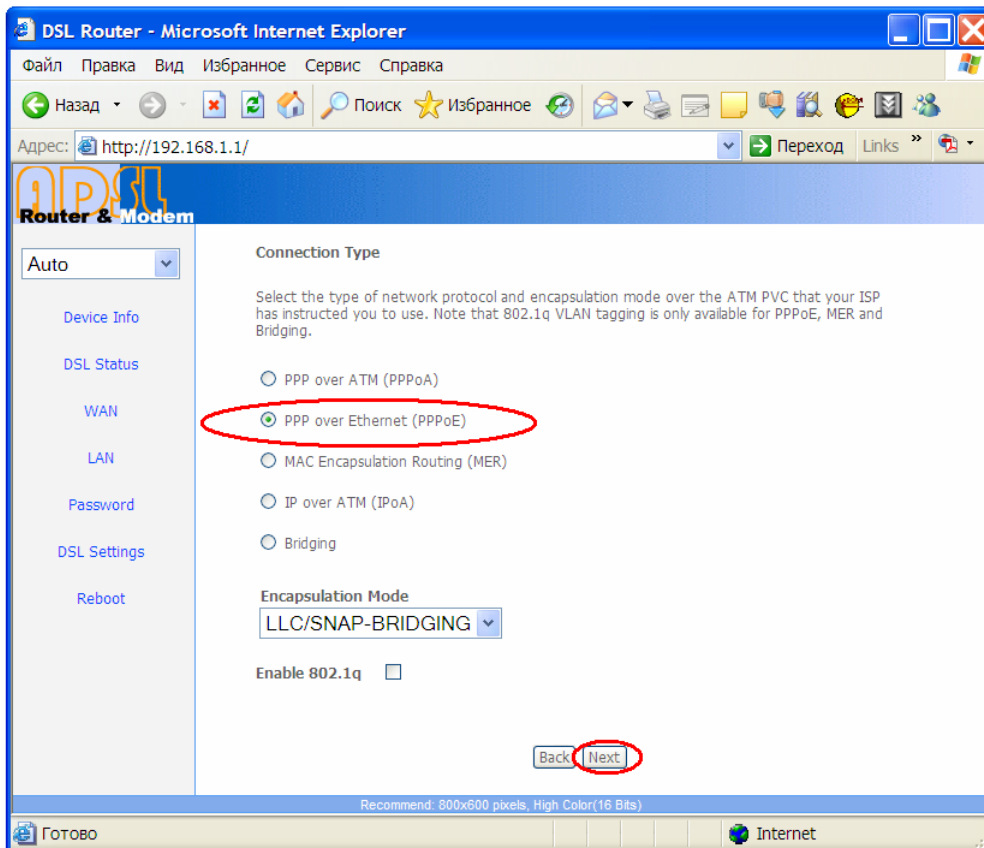 DSL Router - Microsoft Internet Explorer
Файл Правка Вид Избранное Сервис Справка
Назад Поиск Избранное
Адрес: http://192.168.1.1/ Переход Links »
ADSL
Router & Modem
Auto
Device Info
DSL Status
WAN
LAN
Password
DSL Settings
Reboot
Connection Type
Select the type of network protocol and encapsulation mode over the ATM PVC that your ISP
has instructed you to use. Note that 802.1q VLAN tagging is only available for PPPoE, MER and
Bridging.
PPP over ATM (PPPoA)
PPP over Ethernet (PPPoE)
MAC Encapsulation Routing (MER)
IP over ATM (IPoA)
Bridging
Encapsulation Mode
LLC/SNAP-BRIDGING
Enable 802.1q
Back Next
Recommend: 800x600 pixels, High Color(16 Bits)
Готово Internet